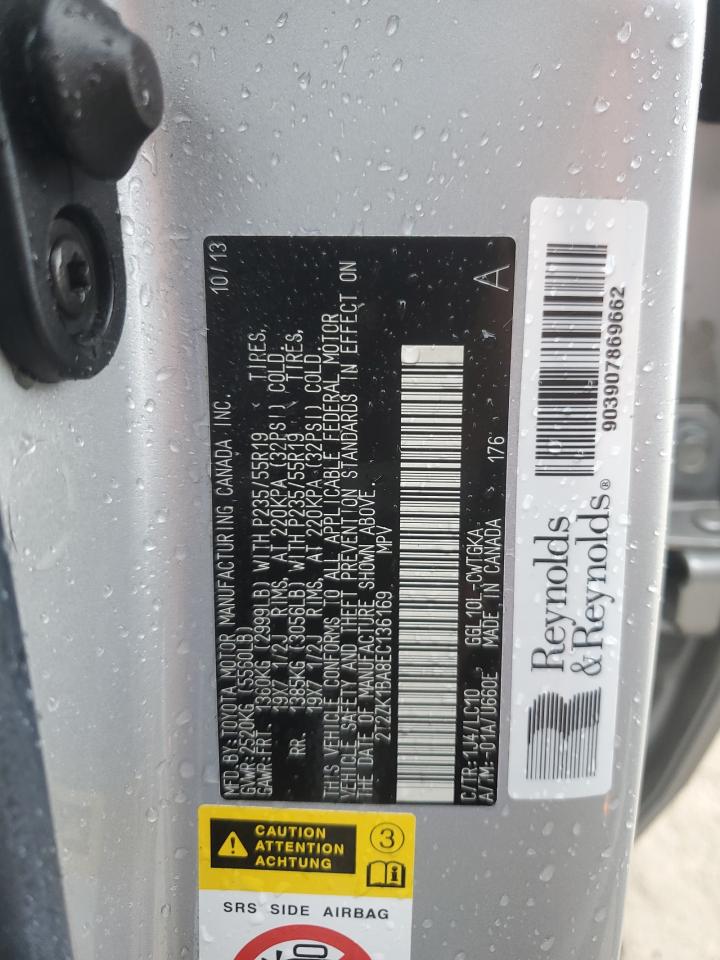 MFD. BY: TOYOTA MOTOR MANUFACTURING CANADA INC. 10/13
GVWR: 2520KG (5560LB)
GAWR: FRT. 1360KG (2999LB) WITH P235/55R19 TIRES,
19X7 1/2J RIMS, AT 220KPA (32PSI) COLD.
RR. 1385KG (3056LB) WITH P235/55R19 TIRES,
19X7 1/2J RIMS, AT 220KPA (32PSI) COLD.
THIS VEHICLE CONFORMS TO ALL APPLICABLE FEDERAL MOTOR
VEHICLE SAFETY AND THEFT PREVENTION STANDARDS IN EFFECT ON
THE DATE OF MANUFACTURE SHOWN ABOVE.
2T2ZK1BA8EC136169 MPV
C/TR: 1J4/LC10 GGL10L-CWTGKA 176 A
A/TM: -01A/U660E MADE IN CANADA
Reynolds
& Reynolds®
903907869662
CAUTION
ATTENTION
ACHTUNG
3
SRS SIDE AIRBAG